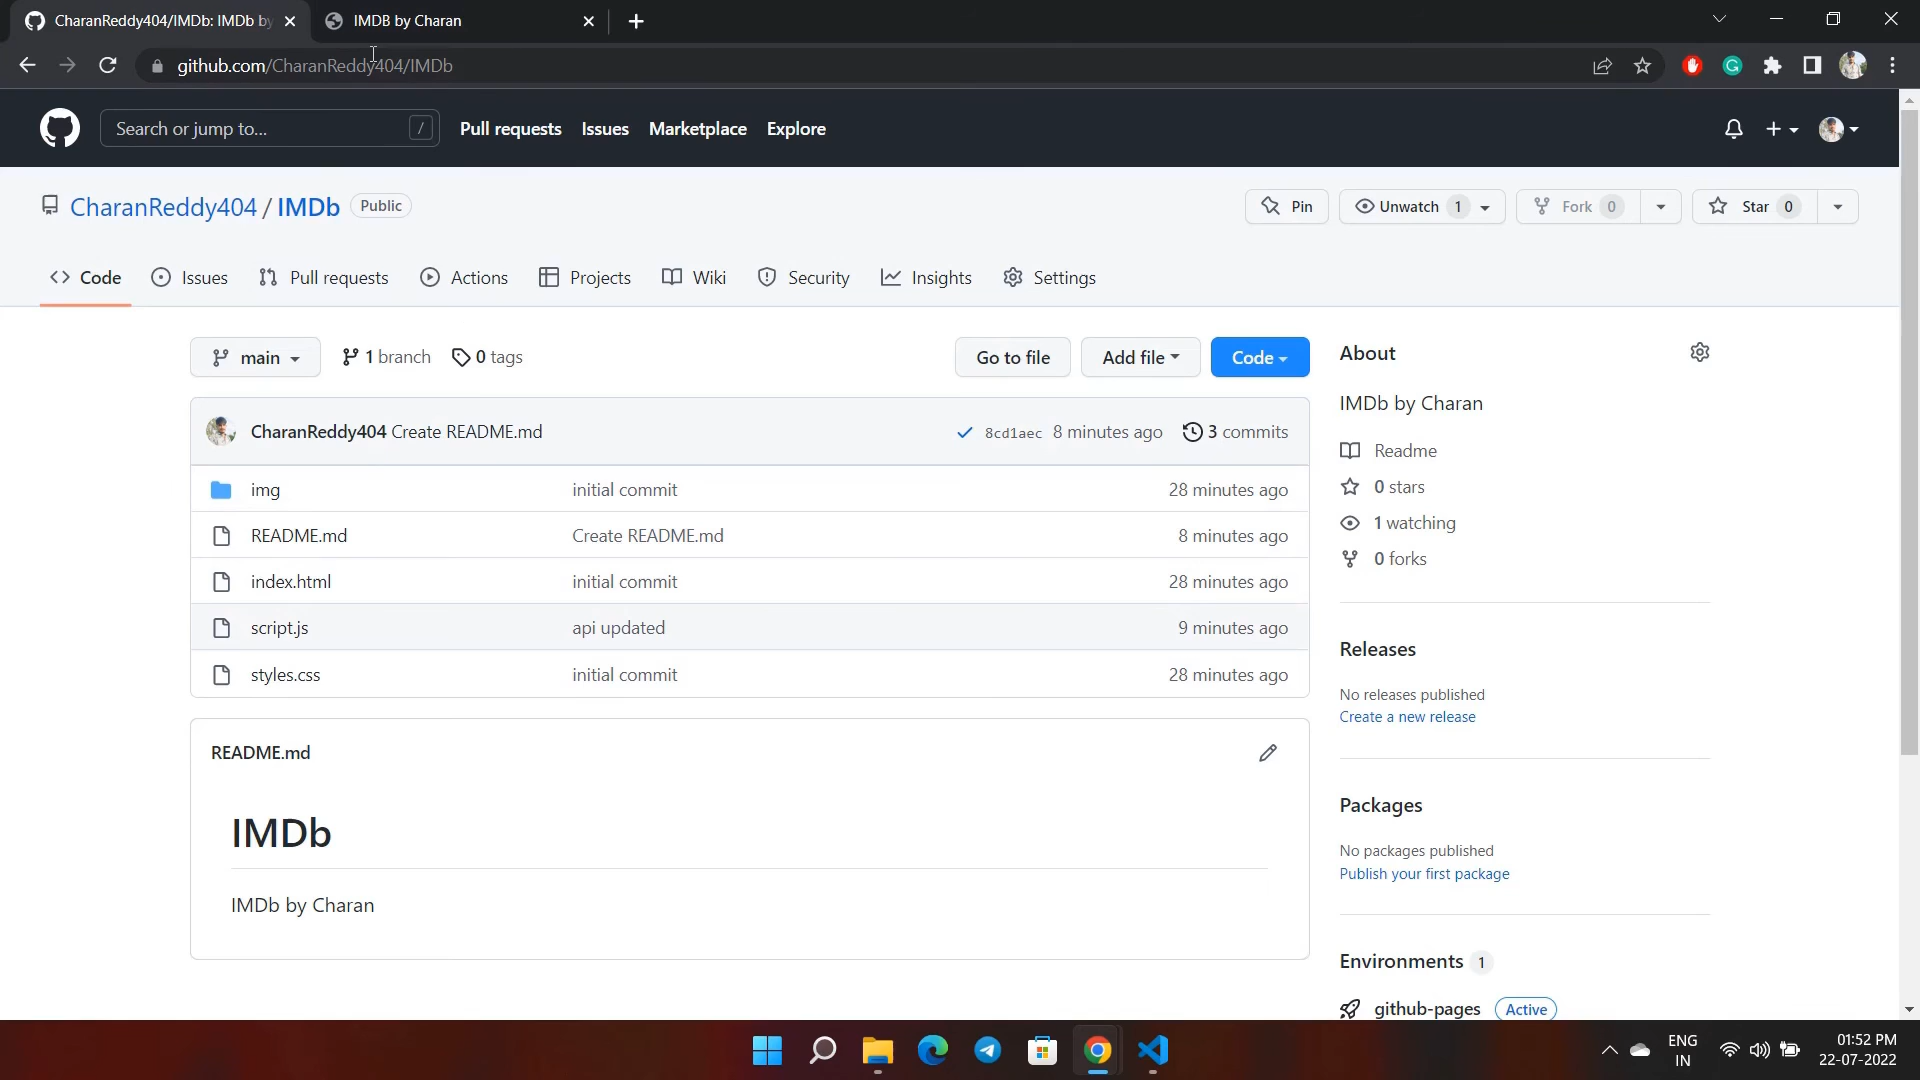 CharanReddy404/IMDb: IMDb by
IMDB by Charan
github.com/CharanReddy404/IMDb
Search or jump to...
/
Pull requests
Issues
Marketplace
Explore
CharanReddy404 / IMDb
Public
Pin
Unwatch 1
Fork 0
Star 0
Code
Issues
Pull requests
Actions
Projects
Wiki
Security
Insights
Settings
main
1 branch
0 tags
Go to file
Add file
Code
CharanReddy404 Create README.md
8cd1aec 8 minutes ago
3 commits
img
initial commit
28 minutes ago
README.md
Create README.md
8 minutes ago
index.html
initial commit
28 minutes ago
script.js
api updated
9 minutes ago
styles.css
initial commit
28 minutes ago
README.md
IMDb
IMDb by Charan
About
IMDb by Charan
Readme
0 stars
1 watching
0 forks
Releases
No releases published
Create a new release
Packages
No packages published
Publish your first package
Environments 1
github-pages
Active
ENG
IN
01:52 PM
22-07-2022